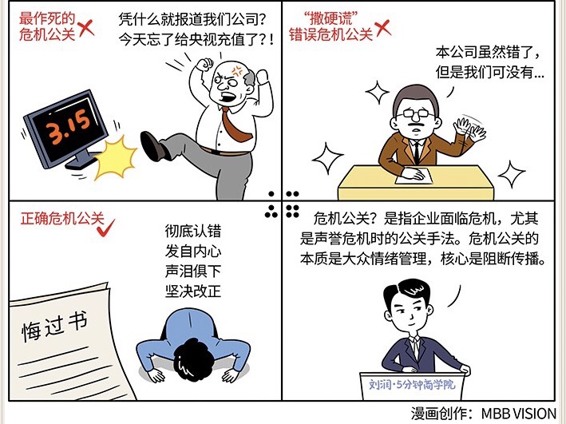 最作死的
危机公关
凭什么就报道我们公司?
今天忘了给央视充值了?!
3.15
“撒硬谎”
错误危机公关
本公司虽然错了，
但是我们可没有...
正确危机公关
彻底认错
发自内心
声泪俱下
坚决改正
悔过书
危机公关？是指企业面临危机，尤其
是声誉危机时的公关手法。危机公关的
本质是大众情绪管理，核心是阻断传播。
刘润·5分钟商学院
漫画创作：MBB VISION